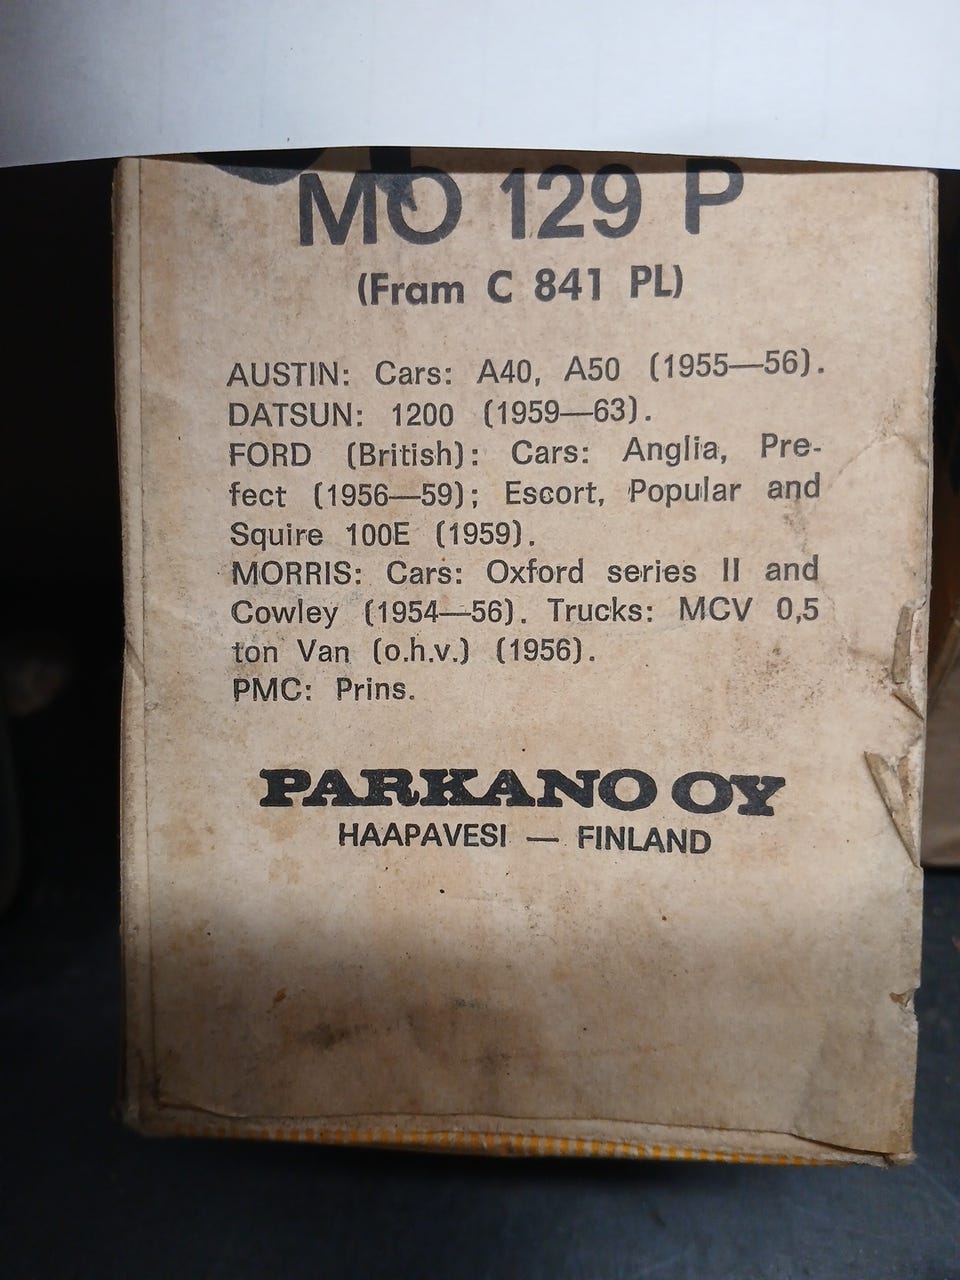 MO 129 P
(Fram C 841 PL)
AUSTIN: Cars: A40, A50 (1955—56).
DATSUN: 1200 (1959—63).
FORD (British): Cars: Anglia, Pre-
fect (1956—59); Escort, Popular and
Squire 100E (1959).
MORRIS: Cars: Oxford series II and
Cowley (1954—56). Trucks: MCV 0,5
ton Van (o.h.v.) (1956).
PMC: Prins.
PARKANO OY
HAAPAVESI — FINLAND